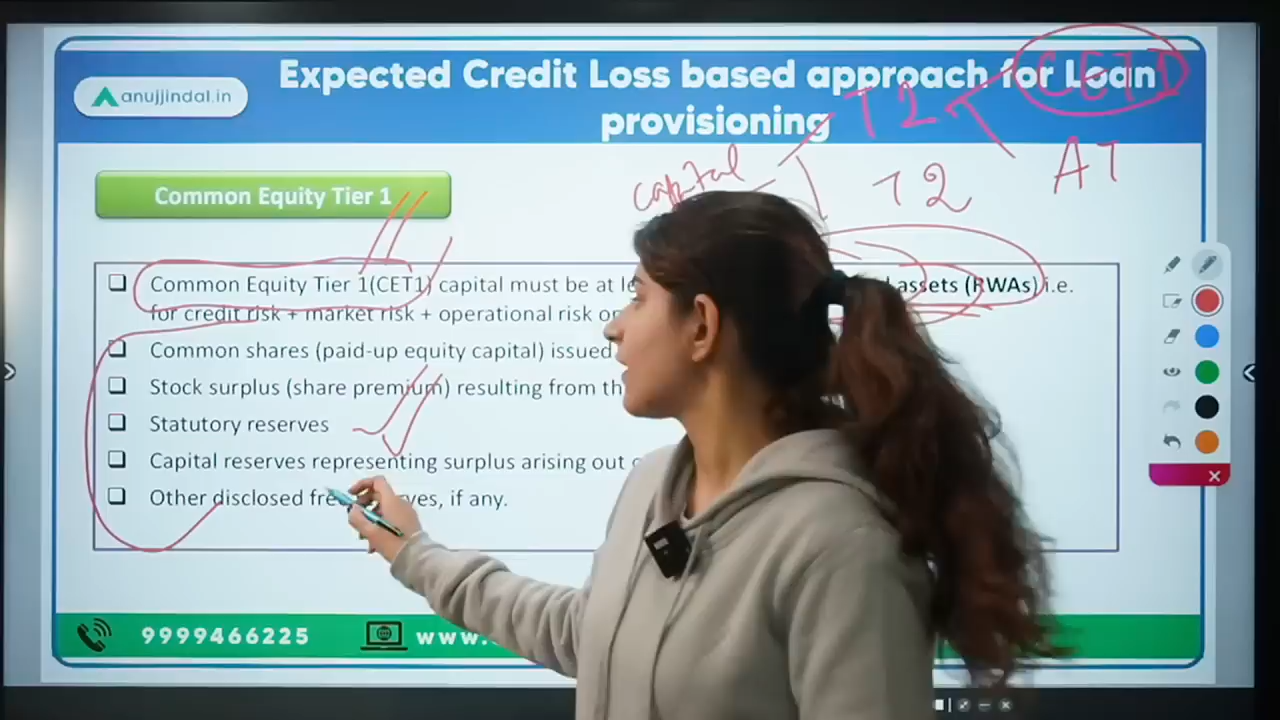 Expected Credit Loss based approach for Loan
provisioning
anujjindal.in
CET
T2
capital
T2
AT
Common Equity Tier 1
Common Equity Tier 1(CET1) capital must be at le assets (RWAs) i.e.
for credit risk + market risk + operational risk on
Common shares (paid-up equity capital) issued
Stock surplus (share premium) resulting from th
Statutory reserves
Capital reserves representing surplus arising out
Other disclosed fre ves, if any.
9999466225
www.